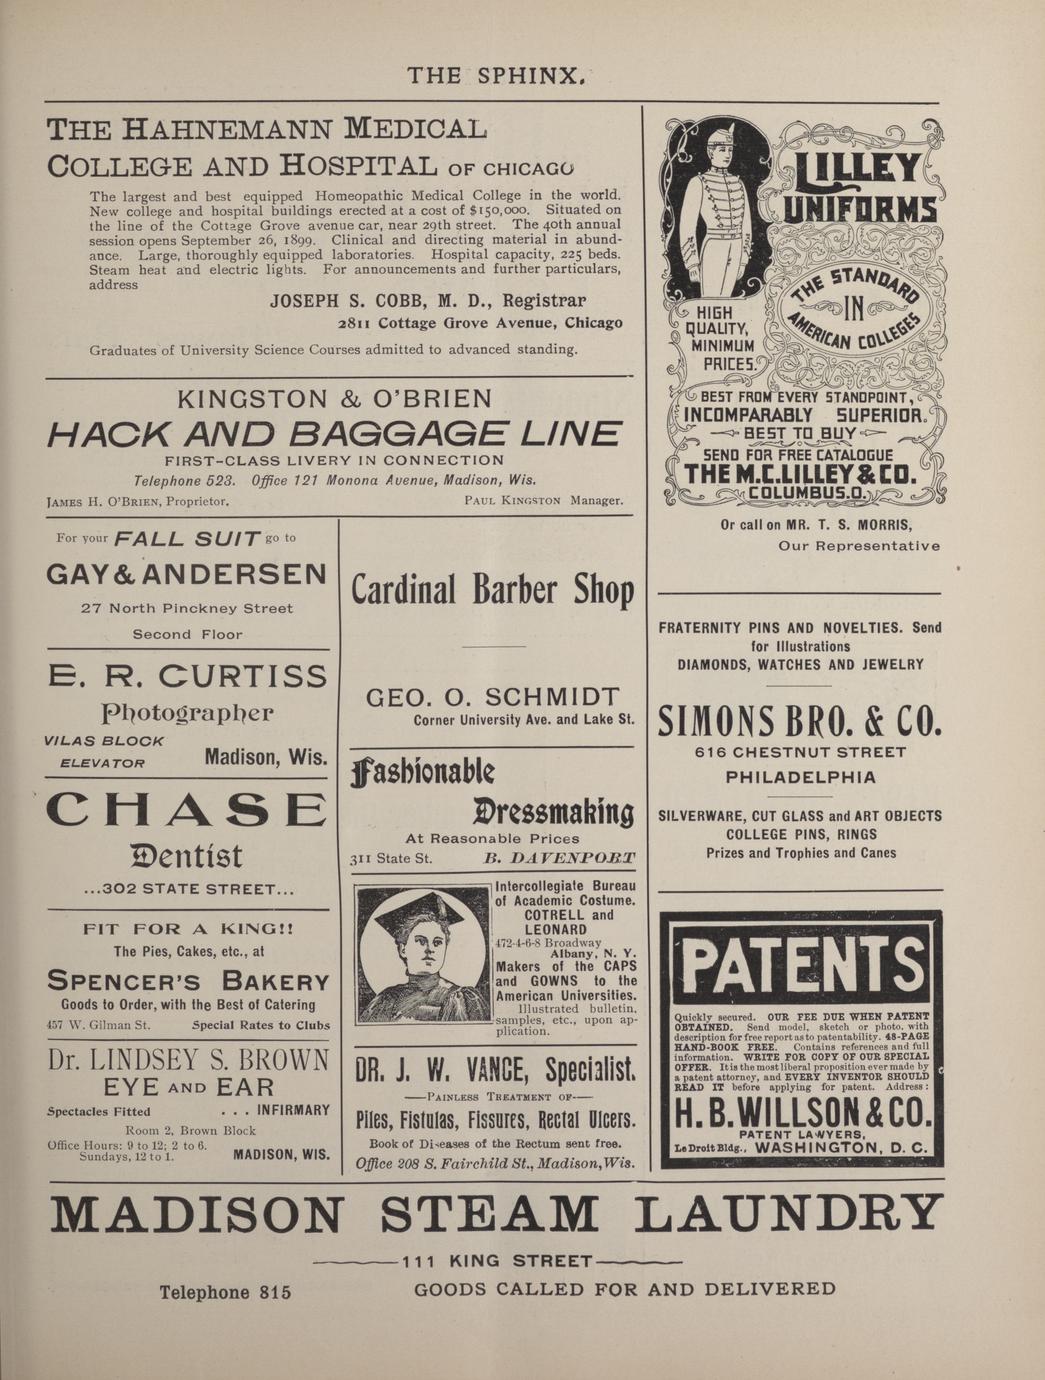 THE SPHINX.
THE HAHNEMANN MEDICAL
COLLEGE AND HOSPITAL OF CHICAGO
The largest and best equipped Homeopathic Medical College in the world.
New college and hospital buildings erected at a cost of $150,000. Situated on
the line of the Cottage Grove avenue car, near 29th street. The 40th annual
session opens September 26, 1899. Clinical and directing material in abund-
ance. Large, thoroughly equipped laboratories. Hospital capacity, 225 beds.
Steam heat and electric lights. For announcements and further particulars,
address
JOSEPH S. COBB, M. D., Registrar
2811 Cottage Grove Avenue, Chicago
Graduates of University Science Courses admitted to advanced standing.
KINGSTON & O'BRIEN
HACK AND BAGGAGE LINE
FIRST-CLASS LIVERY IN CONNECTION
Telephone 523. Office 121 Monona Avenue, Madison, Wis.
JAMES H. O'BRIEN, Proprietor. PAUL KINGSTON Manager.
For your FALL SUIT go to
GAY & ANDERSEN
27 North Pinckney Street
Second Floor
E. R. CURTISS
Photographer
VILAS BLOCK
ELEVATOR Madison, Wis.
CHASE
Dentist
...302 STATE STREET...
FIT FOR A KING!!
The Pies, Cakes, etc., at
SPENCER'S BAKERY
Goods to Order, with the Best of Catering
457 W. Gilman St. Special Rates to Clubs
Dr. LINDSEY S. BROWN
EYE AND EAR
Spectacles Fitted . . . INFIRMARY
Room 2, Brown Block
Office Hours: 9 to 12; 2 to 6.
Sundays, 12 to 1. MADISON, WIS.
Cardinal Barber Shop
GEO. O. SCHMIDT
Corner University Ave. and Lake St.
Fashionable
Dressmaking
At Reasonable Prices
311 State St. B. DAVENPORT
Intercollegiate Bureau
of Academic Costume.
COTRELL and
LEONARD
472-4-6-8 Broadway
Albany, N. Y.
Makers of the CAPS
and GOWNS to the
American Universities.
Illustrated bulletin,
samples, etc., upon ap-
plication.
DR. J. W. VANCE, Specialist.
—PAINLESS TREATMENT OF—
Piles, Fistulas, Fissures, Rectal Ulcers.
Book of Diseases of the Rectum sent free.
Office 208 S. Fairchild St., Madison, Wis.
LILLEY
UNIFORMS
THE STANDARD
IN
AMERICAN COLLEGES
HIGH
QUALITY,
MINIMUM
PRICES.
BEST FROM EVERY STANDPOINT,
INCOMPARABLY SUPERIOR.
BEST TO BUY
SEND FOR FREE CATALOGUE
THE M.C. LILLEY & CO.
COLUMBUS.O.
Or call on MR. T. S. MORRIS,
Our Representative
FRATERNITY PINS AND NOVELTIES. Send
for Illustrations
DIAMONDS, WATCHES AND JEWELRY
SIMONS BRO. & CO.
616 CHESTNUT STREET
PHILADELPHIA
SILVERWARE, CUT GLASS and ART OBJECTS
COLLEGE PINS, RINGS
Prizes and Trophies and Canes
PATENTS
Quickly secured. OUR FEE DUE WHEN PATENT
OBTAINED. Send model, sketch or photo. with
description for free report as to patentability. 48-PAGE
HAND-BOOK FREE. Contains references and full
information. WRITE FOR COPY OF OUR SPECIAL
OFFER. It is the most liberal proposition ever made by
a patent attorney, and EVERY INVENTOR SHOULD
READ IT before applying for patent. Address:
H. B. WILLSON & CO.
PATENT LAWYERS,
Le Droit Bldg., WASHINGTON, D. C.
MADISON STEAM LAUNDRY
111 KING STREET
Telephone 815 GOODS CALLED FOR AND DELIVERED